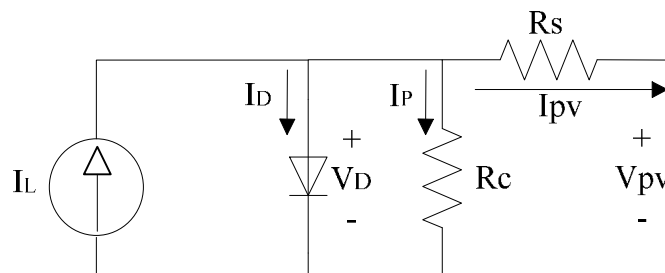 Rs
ID
IP
Ipv
+
+
IL
VD
Rc
Vpv
-
-